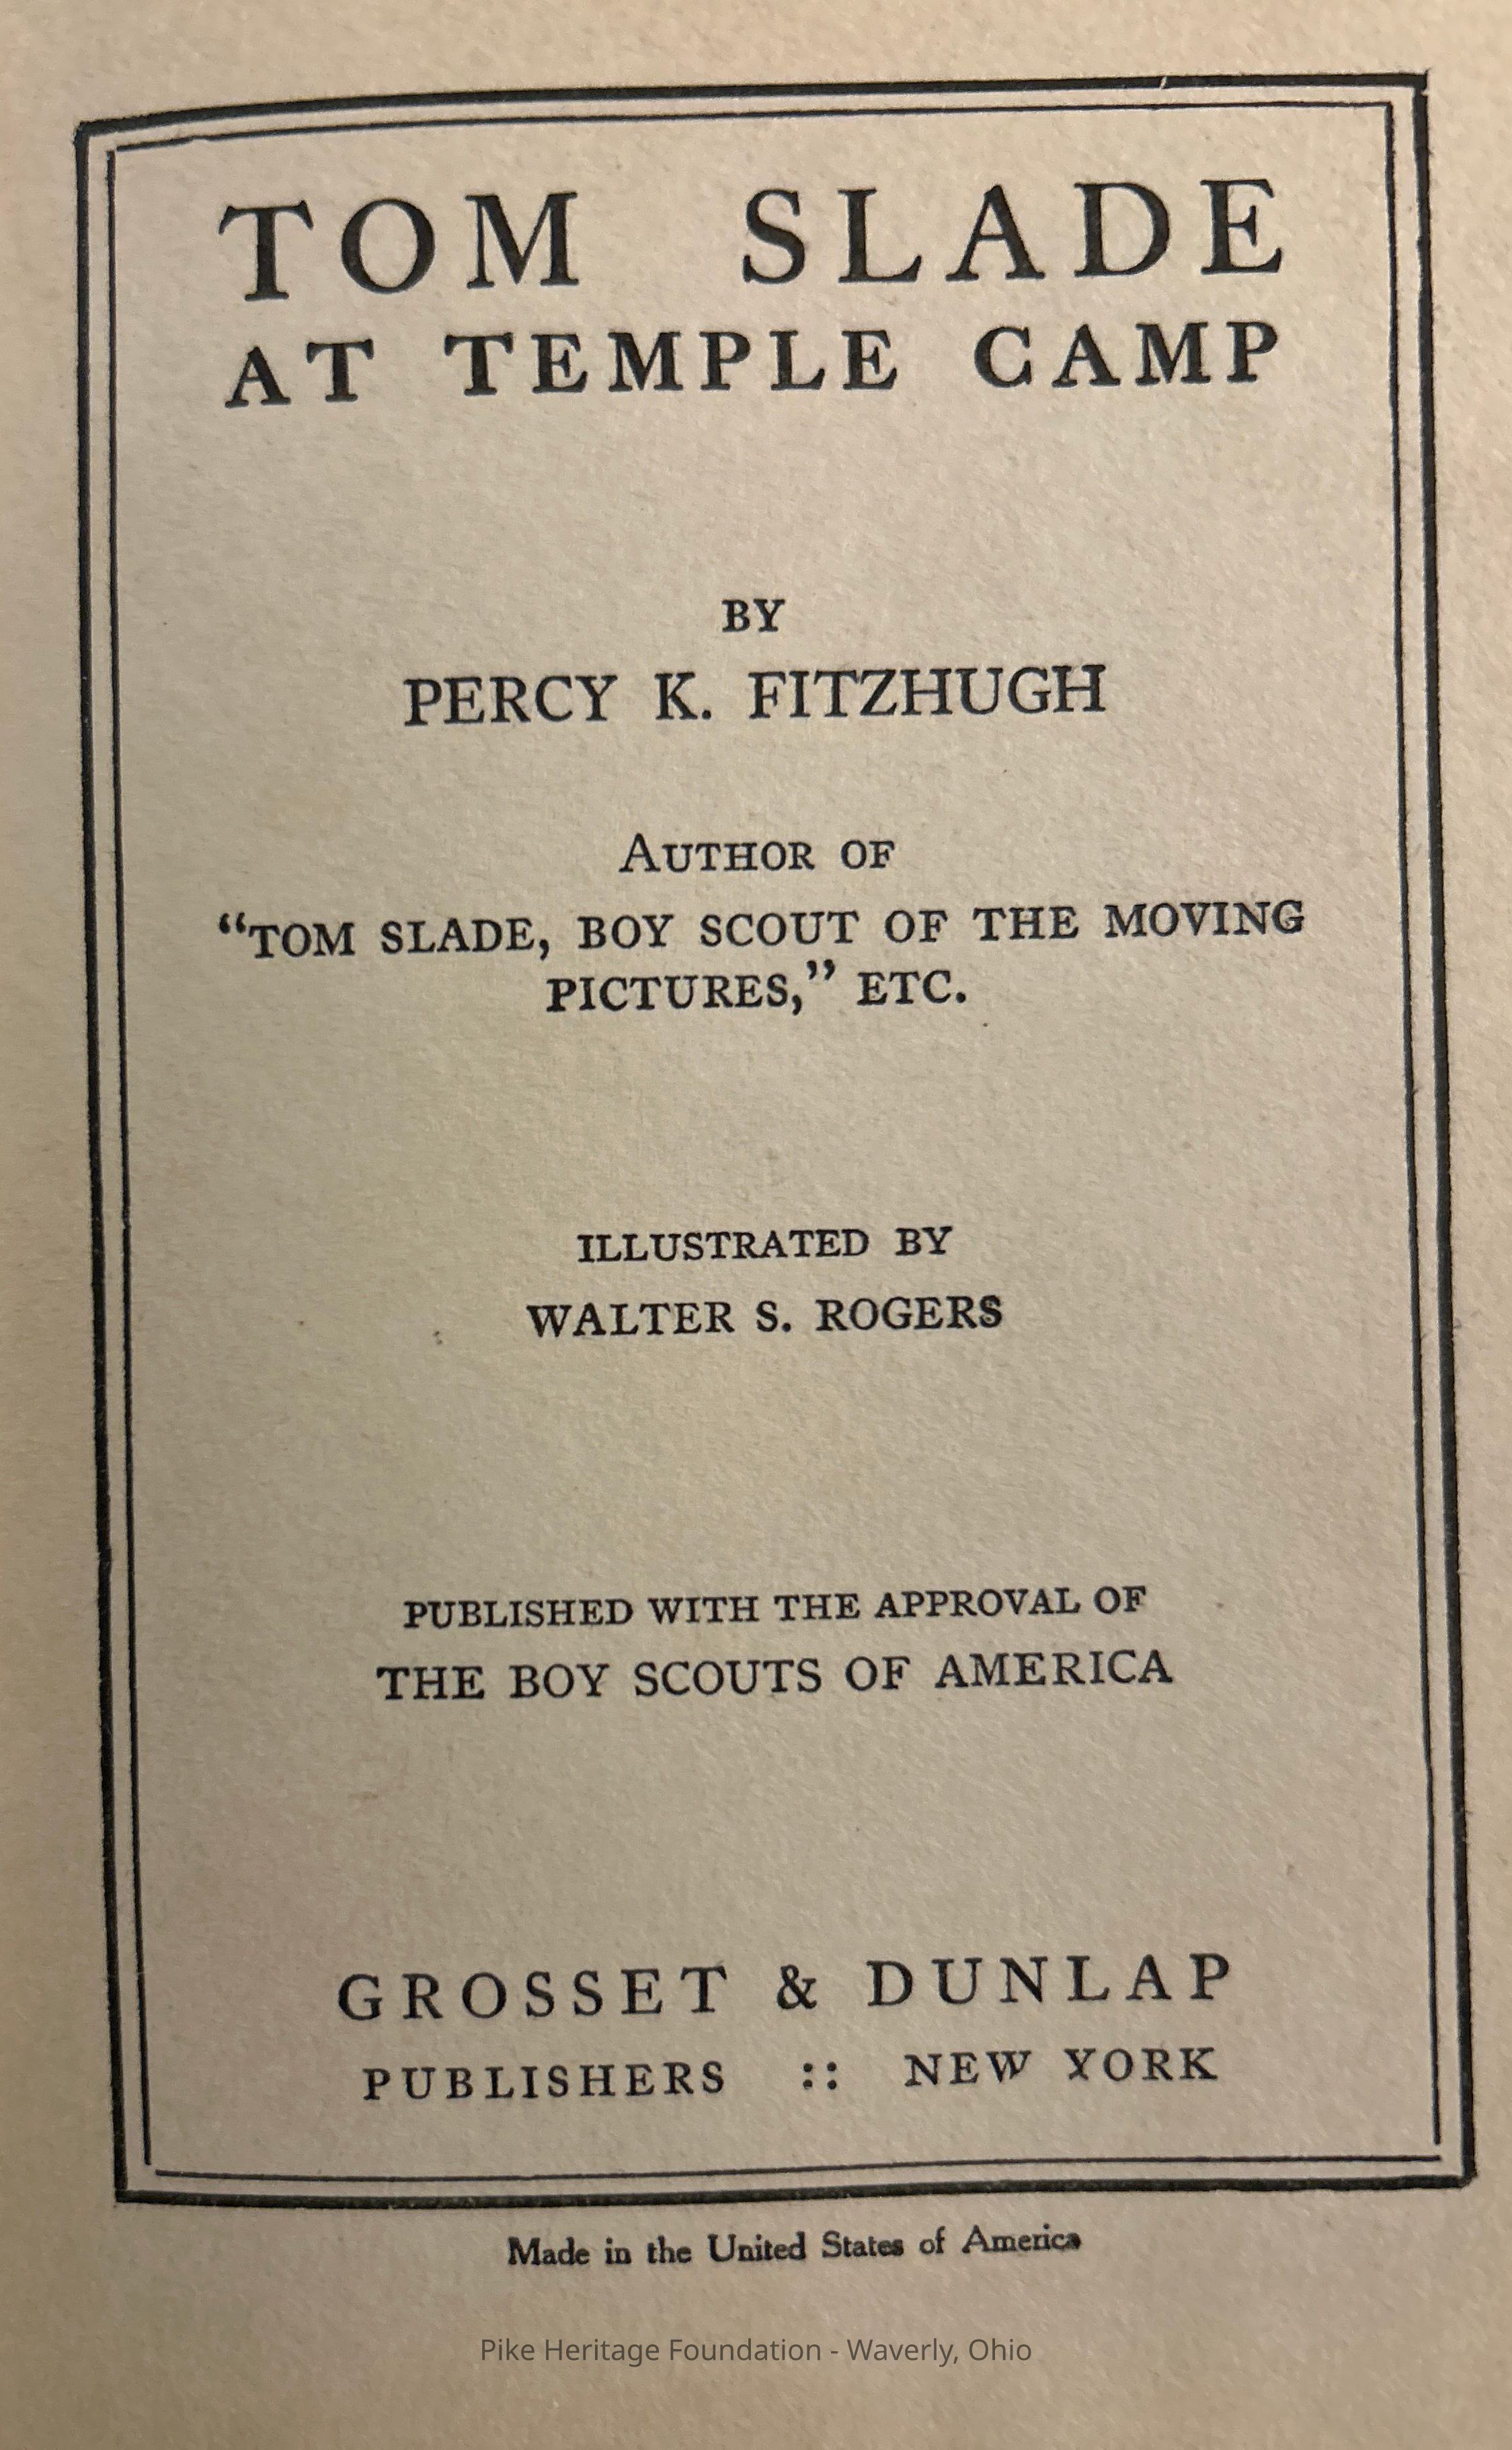 TOM SLADE
AT TEMPLE CAMP
BY
PERCY K. FITZHUGH
AUTHOR OF
“TOM SLADE, BOY SCOUT OF THE MOVING
PICTURES,” ETC.
ILLUSTRATED BY
WALTER S. ROGERS
PUBLISHED WITH THE APPROVAL OF
THE BOY SCOUTS OF AMERICA
GROSSET & DUNLAP
PUBLISHERS :: NEW YORK
Made in the United States of America
Pike Heritage Foundation - Waverly, Ohio